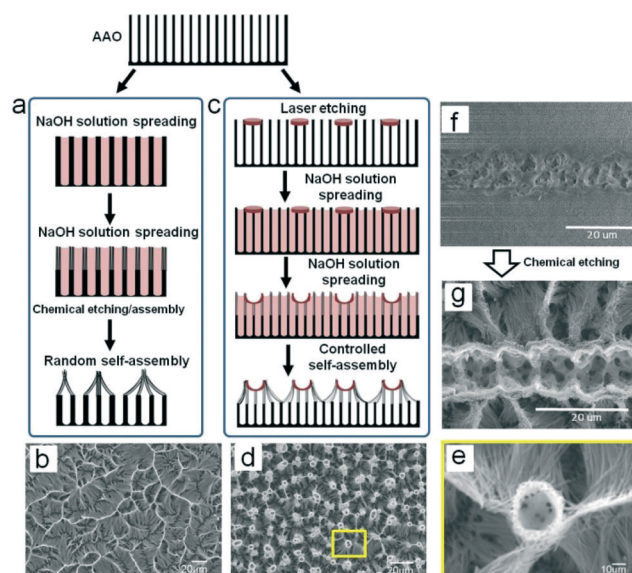 AAO
a
NaOH solution spreading
NaOH solution spreading
Chemical etching/assembly
Random self-assembly
c
Laser etching
NaOH solution
spreading
NaOH solution
spreading
Controlled
self-assembly
b
20um
d
20um
f
20 um
Chemical etching
g
20 um
e
10um